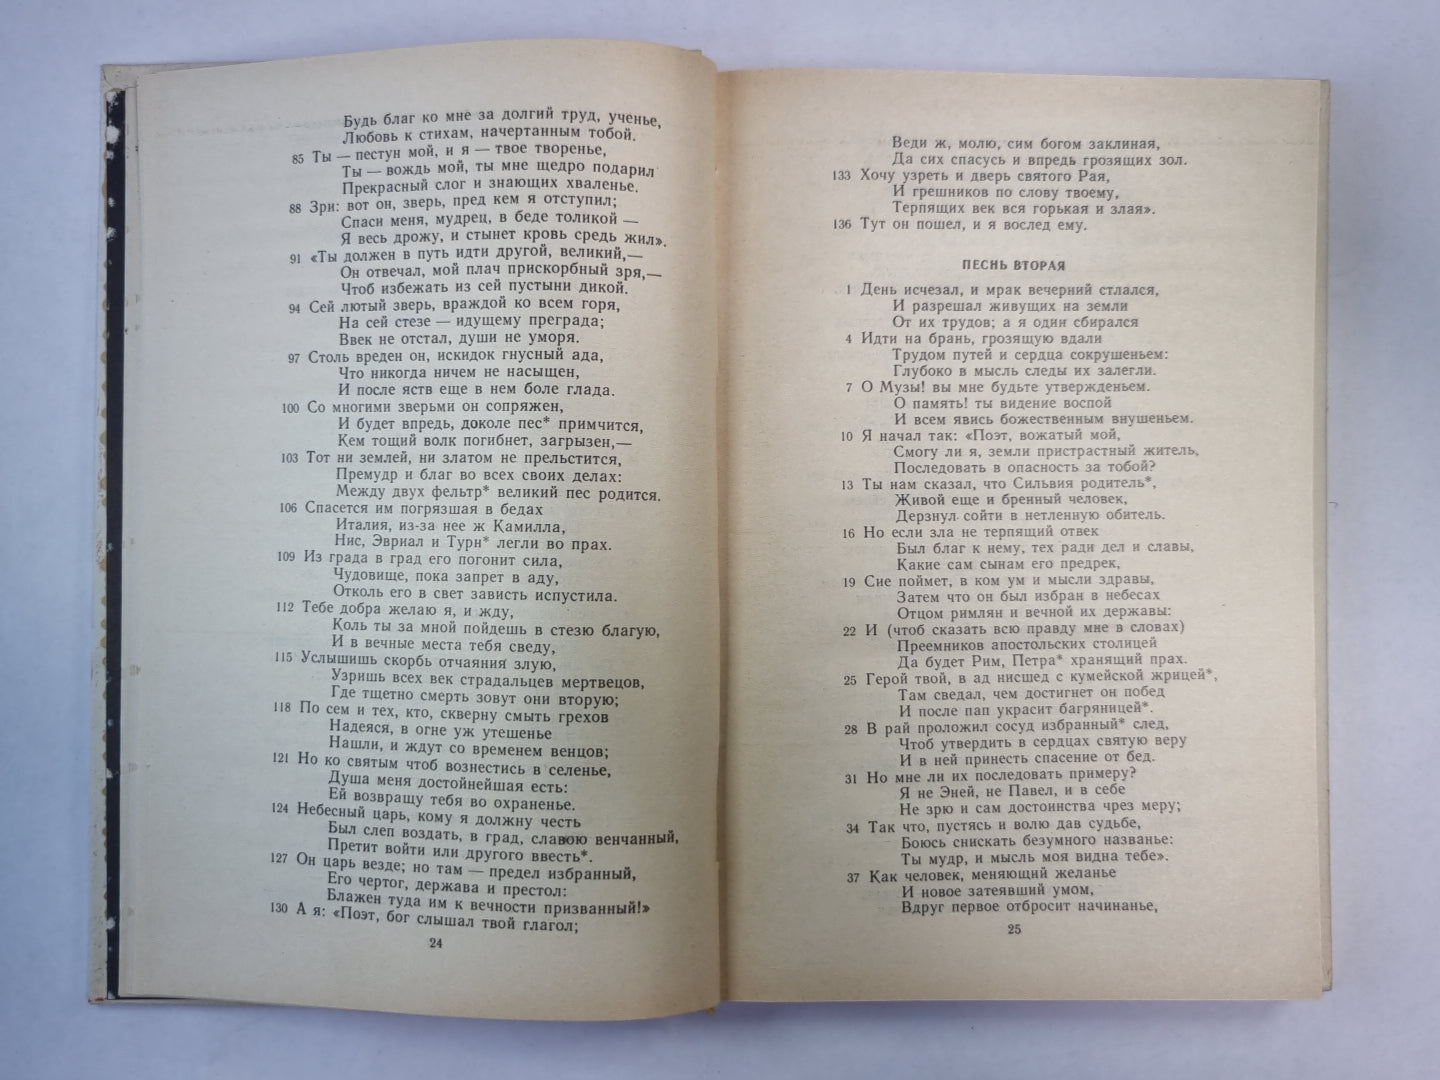 Будь благ ко мне за долгий труд, ученье,
Любовь к стихам, начертанным тобой.
85 Ты — пестун мой, и я — твое творенье,
Ты — вождь мой, ты мне щедро подарил
Прекрасный слог и знающих хваленье.
88 Зри: вот он, зверь, пред кем я отступил;
Спаси меня, мудрец, в беде толикой —
Я весь дрожу, и стынет кровь средь жил».
91 «Ты должен в путь идти другой, великий,—
Он отвечал, мой плач прискорбный зря,—
Чтоб избежать из сей пустыни дикой.
94 Сей лютый зверь, враждой ко всем горя,
На сей стезе — идущему преграда;
Ввек не отстал, души не уморя.
97 Столь вреден он, искидок гнусный ада,
Что никогда ничем не насыщен,
И после яств еще в нем боле глада.
100 Со многими зверьми он сопряжен,
И будет впредь, доколе пес* примчится,
Кем тощий волк погибнет, загрызен,—
103 Тот ни землей, ни златом не прельстится,
Премудр и благ во всех своих делах:
Между двух фельтр* великий пес родится.
106 Спасется им погрязшая в бедах
Италия, из-за нее ж Камилла,
Нис, Эвриал и Турн* легли во прах.
109 Из града в град его погонит сила,
Чудовище, пока запрет в аду,
Отколь его в свет зависть испустила.
112 Тебе добра желаю я, и жду,
Коль ты за мной пойдешь в стезю благую,
И в вечные места тебя сведу,
115 Услышишь скорбь отчаяния злую,
Узришь всех век страдальцев мертвецов,
Где тщетно смерть зовут они вторую;
118 По сем и тех, кто, скверну смыть грехов
Надеяся, в огне уж утешенье
Нашли, и ждут со временем венцов;
121 Но ко святым чтоб вознестись в селенье,
Душа меня достойнейшая есть:
Ей возвращу тебя во охраненье.
124 Небесный царь, кому я должну честь
Был слеп воздать, в град, славою венчанный,
Претит войти или другого ввесть*.
127 Он царь везде; но там — предел избранный,
Его чертог, держава и престол:
Блажен туда им к вечности призванный!»
130 А я: «Поэт, бог слышал твой глагол;
24
Веди ж, молю, сим богом заклиная,
Да сих спасусь и впредь грозящих зол.
133 Хочу узреть и дверь святого Рая,
И грешников по слову твоему,
Терпящих век вся горькая и злая».
136 Тут он пошел, и я вослед ему.
ПЕСНЬ ВТОРАЯ
1 День исчезал, и мрак вечерний стлался,
И разрешал живущих на земли
От их трудов; а я один сбирался
4 Идти на брань, грозящую вдали
Трудом путей и сердца сокрушеньем:
Глубоко в мысль следы их залегли.
7 О Музы! вы мне будьте утвержденьем.
О память! ты видение воспой
И всем явись божественным внушеньем.
10 Я начал так: «Поэт, вожатый мой,
Смогу ли я, земли пристрастный житель,
Последовать в опасность за тобой?
13 Ты нам сказал, что Сильвия родитель*,
Живой еще и бренный человек,
Дерзнул сойти в нетленную обитель.
16 Но если зла не терпящий отвек
Был благ к нему, тех ради дел и славы,
Какие сам сынам его предрек,
19 Сие поймет, в ком ум и мысли здравы,
Затем что он был избран в небесах
Отцом римлян и вечной их державы:
22 И (чтоб сказать всю правду мне в словах)
Преемников апостольских столицей
Да будет Рим, Петра* хранящий прах.
25 Герой твой, в ад нисшед с кумейской жрицей*,
Там сведал, чем достигнет он побед
И после пап украсит багряницей*.
28 В рай проложил сосуд избранный* след,
Чтоб утвердить в сердцах святую веру
И в ней принесть спасение от бед.
31 Но мне ли их последовать примеру?
Я не Эней, не Павел, и в себе
Не зрю и сам достоинства чрез меру;
34 Так что, пустясь и волю дав судьбе,
Боюсь снискать безумного названье:
Ты мудр, и мысль моя видна тебе».
37 Как человек, меняющий желанье
И новое затеявший умом,
Вдруг первое отбросит начинанье,
25